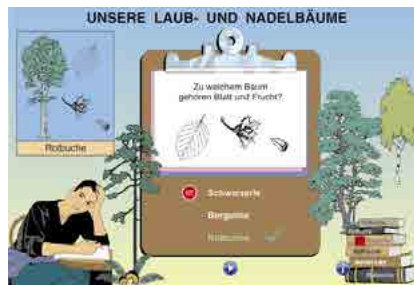 UNSERE LAUB- UND NADELBÄUME
Zu welchem Baum
gehören Blatt und Frucht?
Rotbuche
Schwarzerle
Bergulme
Rotbuche